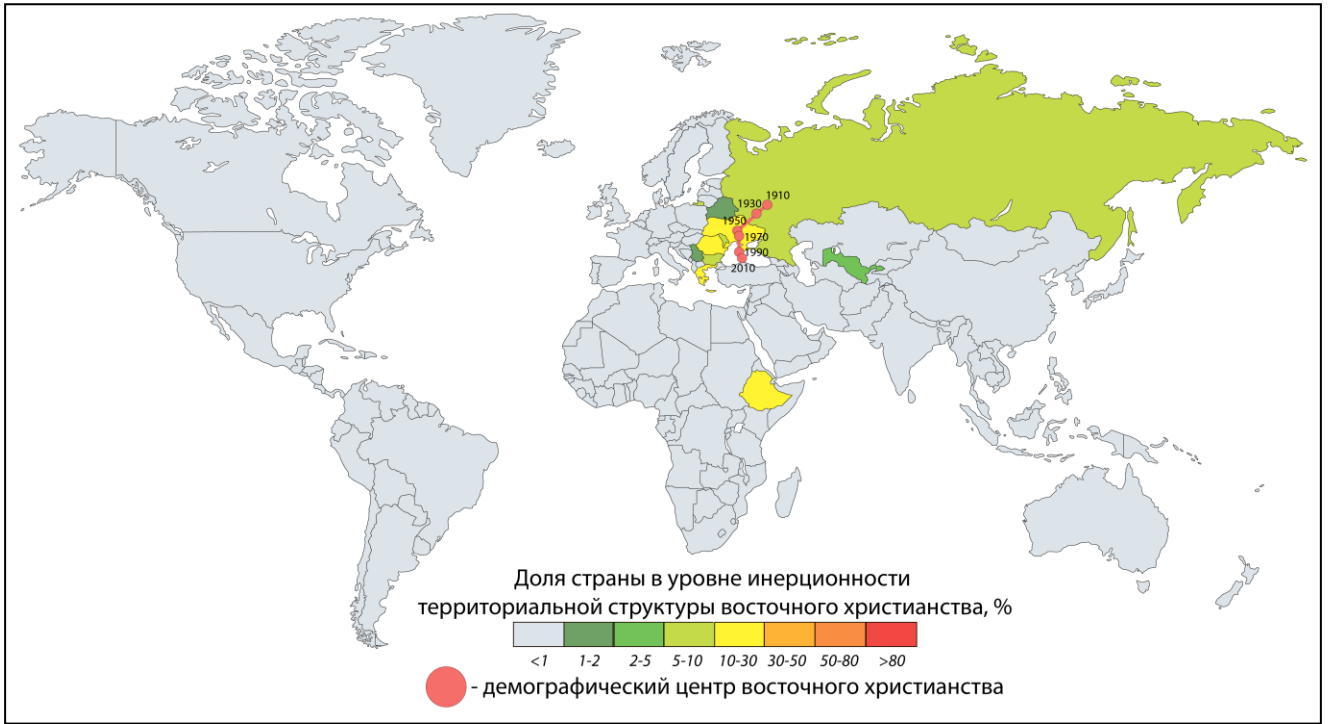 1910
1930
1950
1970
1990
2010
Доля страны в уровне инерционности
территориальной структуры восточного христианства, %
<1 1-2 2-5 5-10 10-30 30-50 50-80 >80
- демографический центр восточного христианства